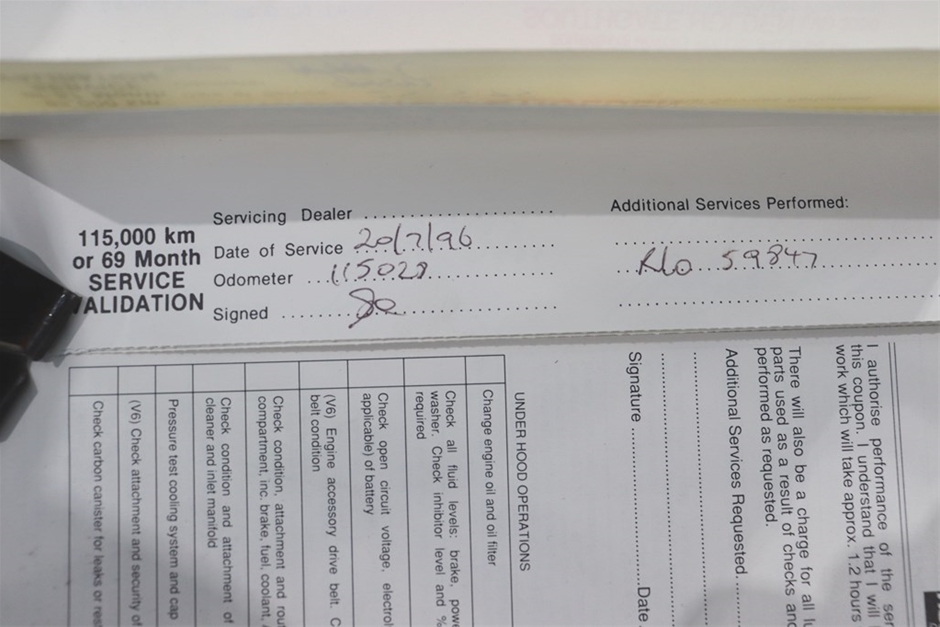 115,000 km
or 69 Month
SERVICE
VALIDATION
Servicing Dealer ....................
Date of Service 20/7/96
Odometer 115028
Signed
Additional Services Performed:
R/o 59847
UNDER HOOD OPERATIONS
Change engine oil and oil filter
Check all fluid levels: brake, powe
washer. Check inhibitor level and %
required
Check open circuit voltage, electrol
applicable) of battery
(V6) Engine accessory drive belt. C
belt condition
Check condition, attachment and rou
compartment, inc. brake, fuel, coolant,
Check condition and attachment of
cleaner and inlet manifold
Pressure test cooling system and cap
(V6) Check attachment and security of
Check carbon canister for leaks or res
I authorise performance of the ser
this coupon. I understand that I will
work which will take approx. 1.2 hours
There will also be a charge for all lu
parts used as a result of checks and
performed as requested.
Additional Services Requested
Signature ....................Date